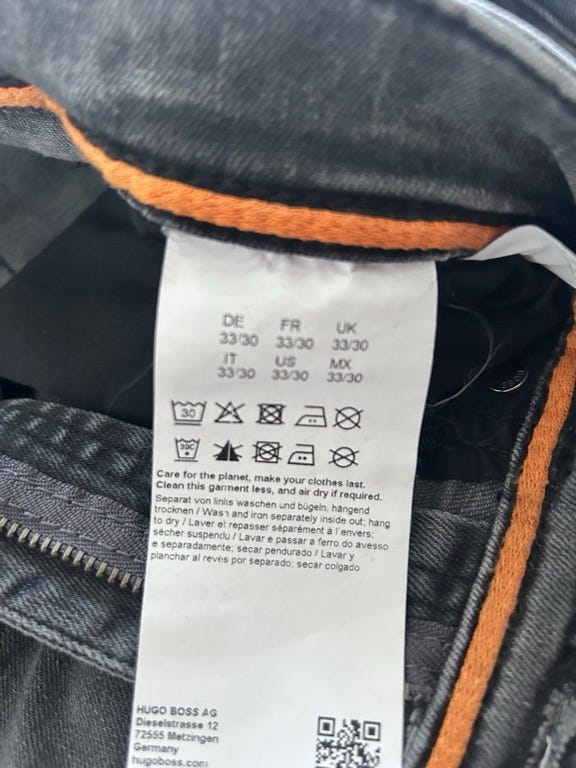 DE FR UK
33/30 33/30 33/30
IT US MX
33/30 33/30 33/30
30
30C
Care for the planet, make your clothes last.
Clean this garment less, and air dry if required.
Separat von links waschen und bügeln, hängend
trocknen / Wash and iron separately inside out; hang
to dry / Laver et repasser séparément à l'envers;
sécher suspendu / Lavar e passar a ferro do avesso
e separadamente; secar pendurado / Lavar y
planchar al revés por separado; secar colgado
HUGO BOSS AG
Dieselstrasse 12
72555 Metzingen
Germany
hugoboss.com